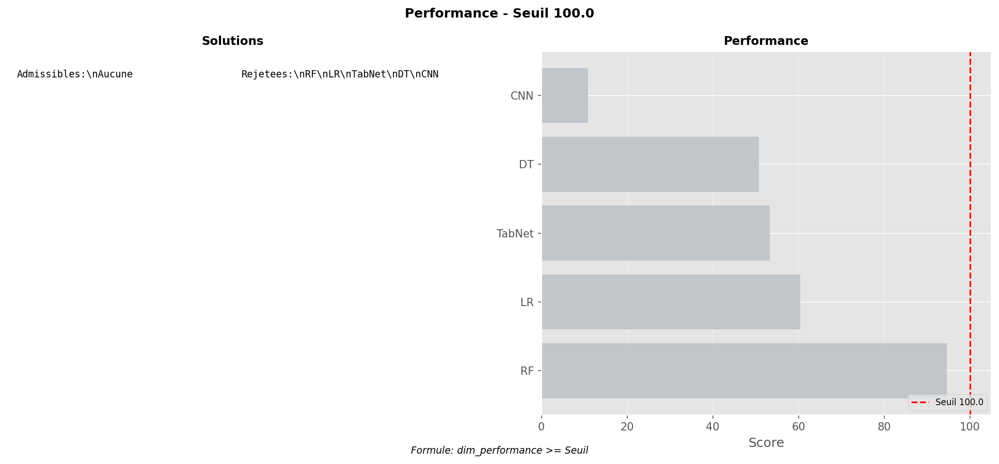 Performance - Seuil 100.0
Solutions
Admissibles:\nAucune
Rejetees:\nRF\nLR\nTabNet\nDT\nCNN
Performance
CNN
DT
TabNet
LR
RF
Seuil 100.0
0 20 40 60 80 100
Score
Formule: dim_performance >= Seuil